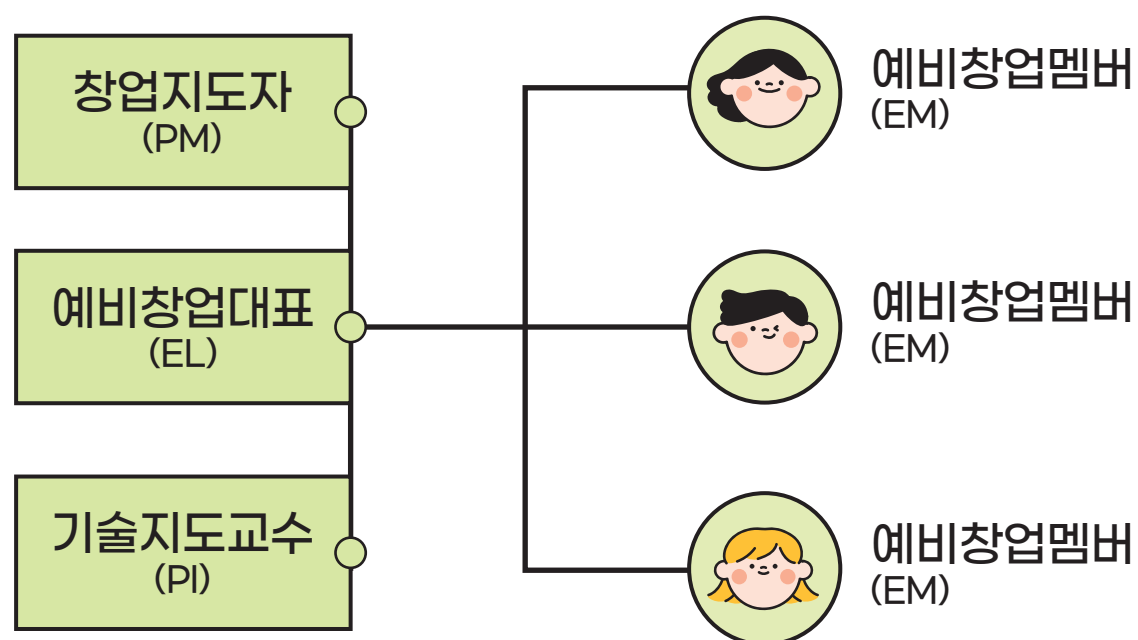 창업지도자
(PM)
예비창업대표
(EL)
기술지도교수
(PI)
예비창업멤버
(EM)
예비창업멤버
(EM)
예비창업멤버
(EM)